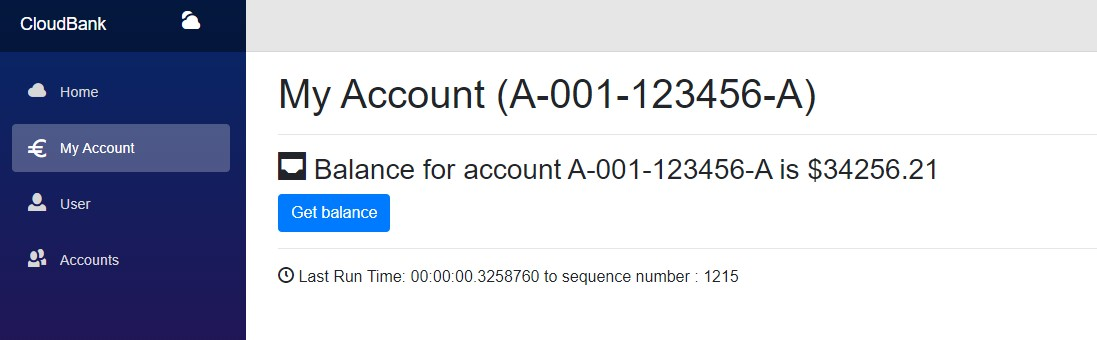 CloudBank
Home
My Account
User
Accounts
My Account (A-001-123456-A)
Balance for account A-001-123456-A is $34256.21
Get balance
Last Run Time: 00:00:00.3258760 to sequence number : 1215